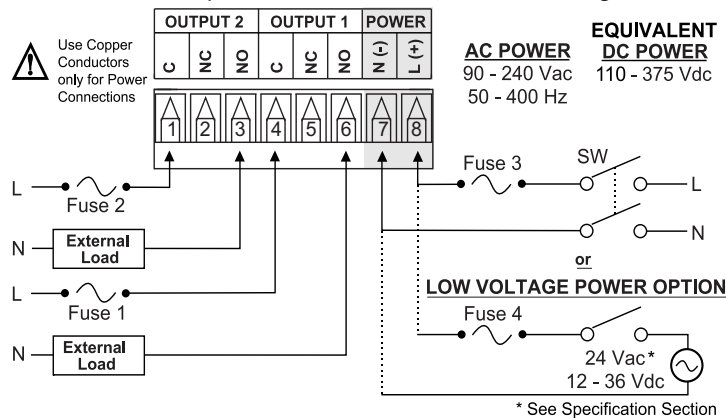 OUTPUT 2 OUTPUT 1 POWER
C NC NO C NC NO N (-) L (+)
1 2 3 4 5 6 7 8
Use Copper
Conductors
only for Power
Connections
AC POWER
90 - 240 Vac
50 - 400 Hz
EQUIVALENT
DC POWER
110 - 375 Vdc
L
Fuse 2
N
External
Load
L
Fuse 1
N
External
Load
Fuse 3
SW
L
N
or
LOW VOLTAGE POWER OPTION
Fuse 4
24 Vac*
12 - 36 Vdc
* See Specification Section